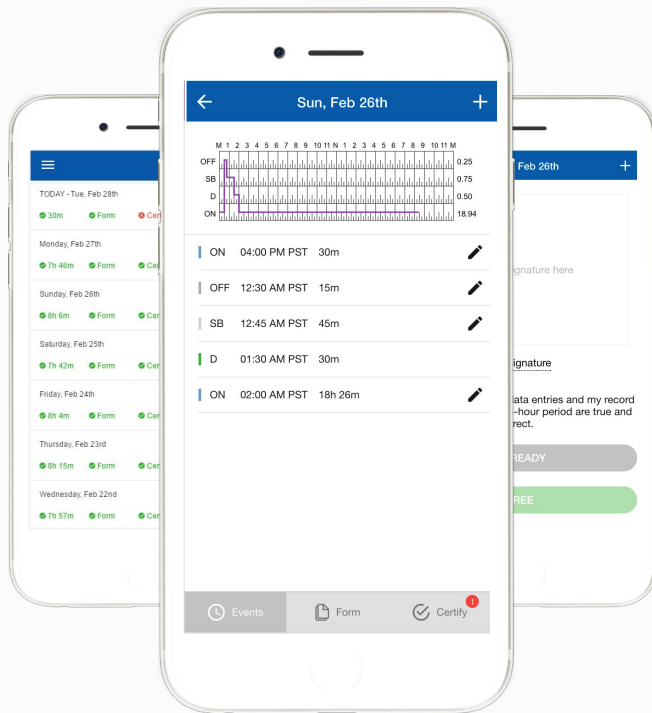 TODAY - Tue, Feb 28th
30m Form
Monday, Feb 27th
7h 46m Form
Sunday, Feb 26th
8h 6m Form
Saturday, Feb 25th
7h 42m Form
Friday, Feb 24th
8h 4m Form
Thursday, Feb 23rd
8h 15m Form
Wednesday, Feb 22nd
7h 57m Form
Sun, Feb 26th
M 1 2 3 4 5 6 7 8 9 10 11 N 1 2 3 4 5 6 7 8 9 10 11 M
OFF 0.25
SB 0.75
D 0.50
ON 18.94
ON 04:00 PM PST 30m
OFF 12:30 AM PST 15m
SB 12:45 AM PST 45m
D 01:30 AM PST 30m
ON 02:00 AM PST 18h 26m
Events Form Certify !
Feb 26th
here
data entries and my record
-hour period are true and